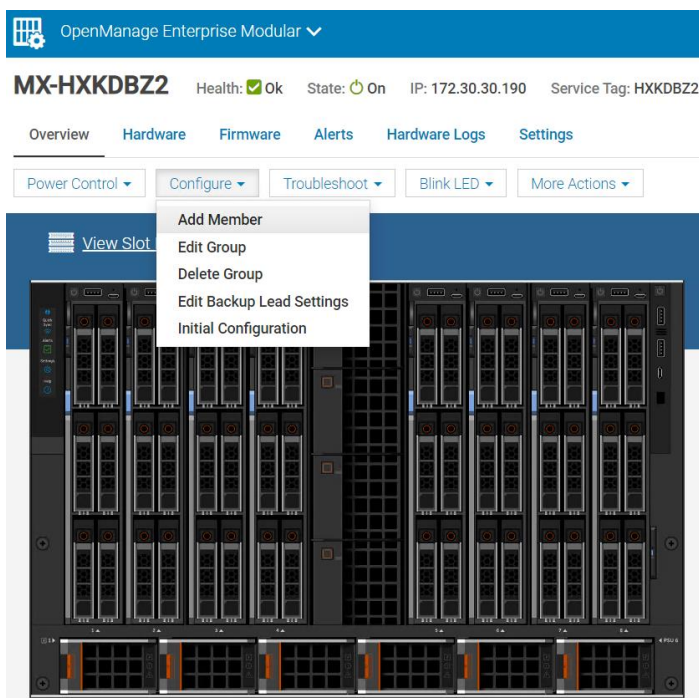 OpenManage Enterprise Modular
MX-HXKDBZ2 Health: Ok State: On IP: 172.30.30.190 Service Tag: HXKDBZ2
Overview Hardware Firmware Alerts Hardware Logs Settings
Power Control Configure Troubleshoot Blink LED More Actions
Add Member
View Slot
Edit Group
Delete Group
Edit Backup Lead Settings
Initial Configuration